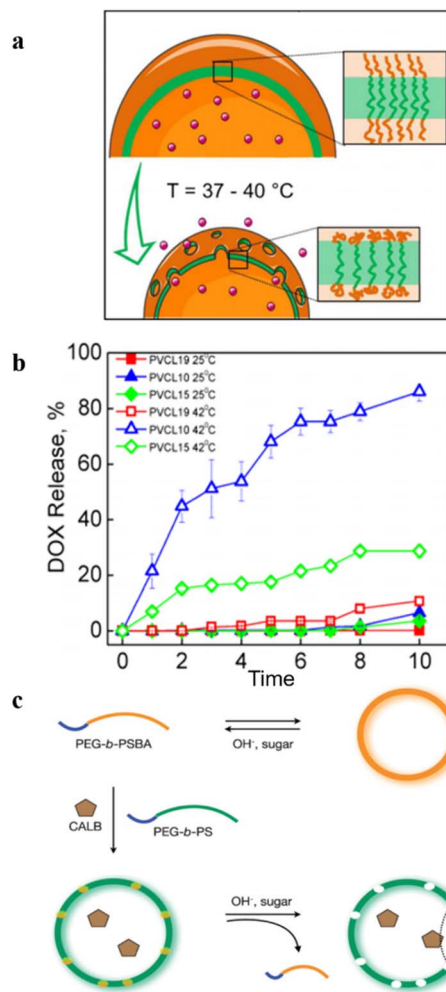 a
T = 37 - 40 °C
b
DOX Release, %
100
80
60
40
20
0
PVCL19 25°C
PVCL10 25°C
PVCL15 25°C
PVCL19 42°C
PVCL10 42°C
PVCL15 42°C
0 2 4 6 8 10
Time
c
PEG-b-PSBA
OH⁻, sugar
CALB
PEG-b-PS
OH⁻, sugar